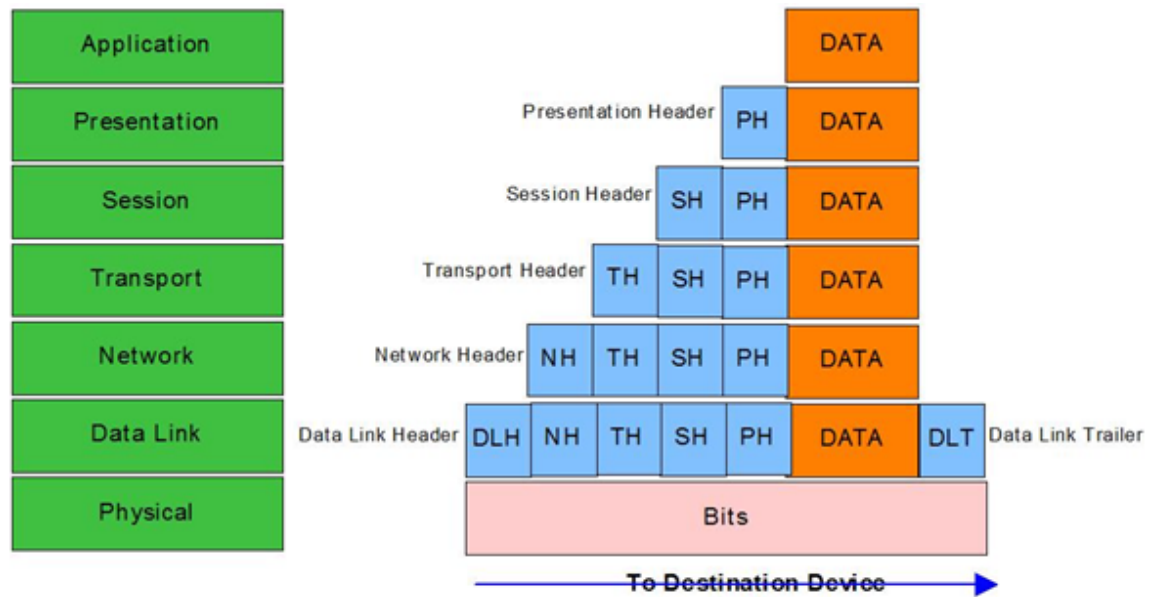 Application DATA
Presentation Presentation Header PH DATA
Session Session Header SH PH DATA
Transport Transport Header TH SH PH DATA
Network Network Header NH TH SH PH DATA
Data Link Data Link Header DLH NH TH SH PH DATA DLT Data Link Trailer
Physical Bits
To Destination Device